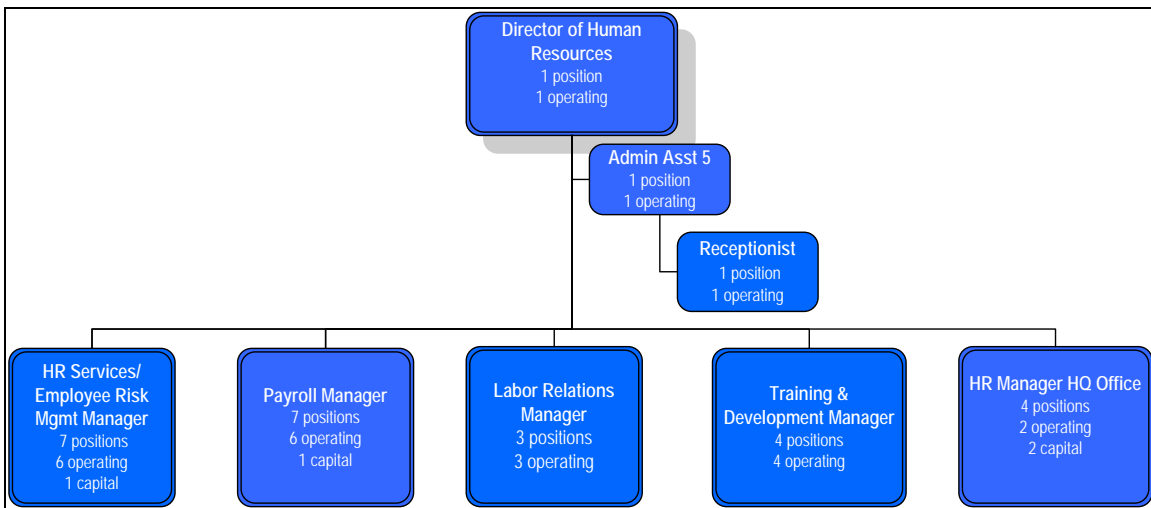 Director of Human
Resources
1 position
1 operating
Admin Asst 5
1 position
1 operating
Receptionist
1 position
1 operating
HR Services/
Employee Risk
Mgmt Manager
7 positions
6 operating
1 capital
Payroll Manager
7 positions
6 operating
1 capital
Labor Relations
Manager
3 positions
3 operating
Training &
Development Manager
4 positions
4 operating
HR Manager HQ Office
4 positions
2 operating
2 capital